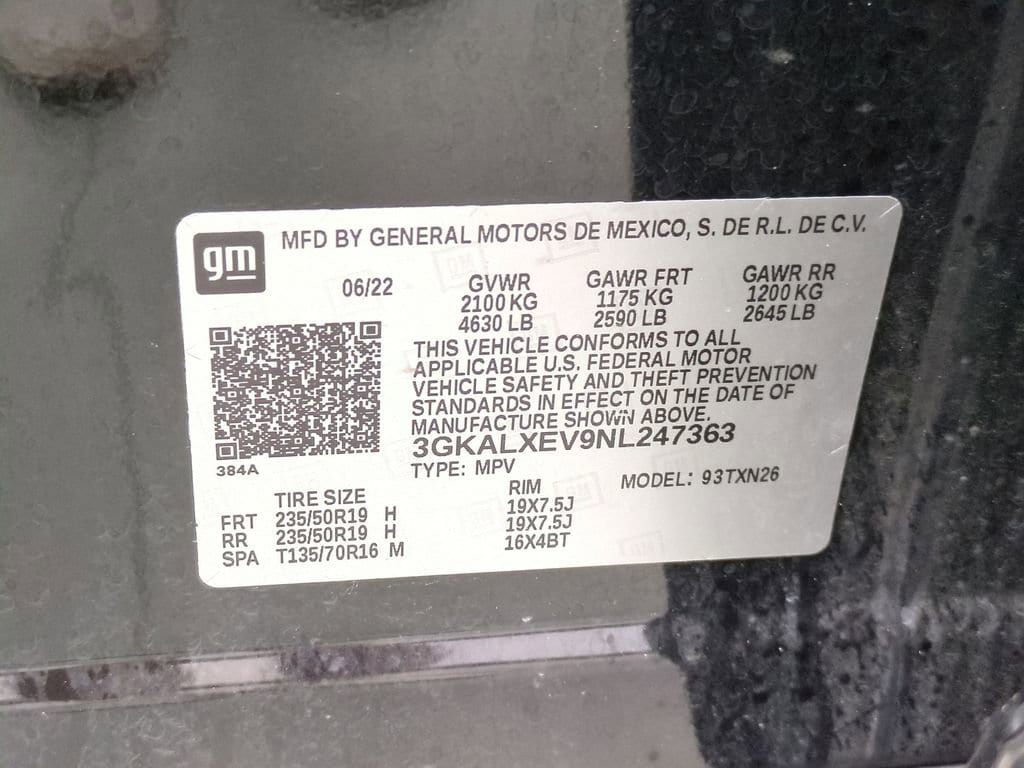 gm
MFD BY GENERAL MOTORS DE MEXICO, S. DE R.L. DE C.V.
06/22
GVWR GAWR FRT GAWR RR
2100 KG 1175 KG 1200 KG
4630 LB 2590 LB 2645 LB
THIS VEHICLE CONFORMS TO ALL
APPLICABLE U.S. FEDERAL MOTOR
VEHICLE SAFETY AND THEFT PREVENTION
STANDARDS IN EFFECT ON THE DATE OF
MANUFACTURE SHOWN ABOVE.
3GKALXEV9NL247363
384A
TYPE: MPV MODEL: 93TXN26
TIRE SIZE RIM
FRT 235/50R19 H 19X7.5J
RR 235/50R19 H 19X7.5J
SPA T135/70R16 M 16X4BT